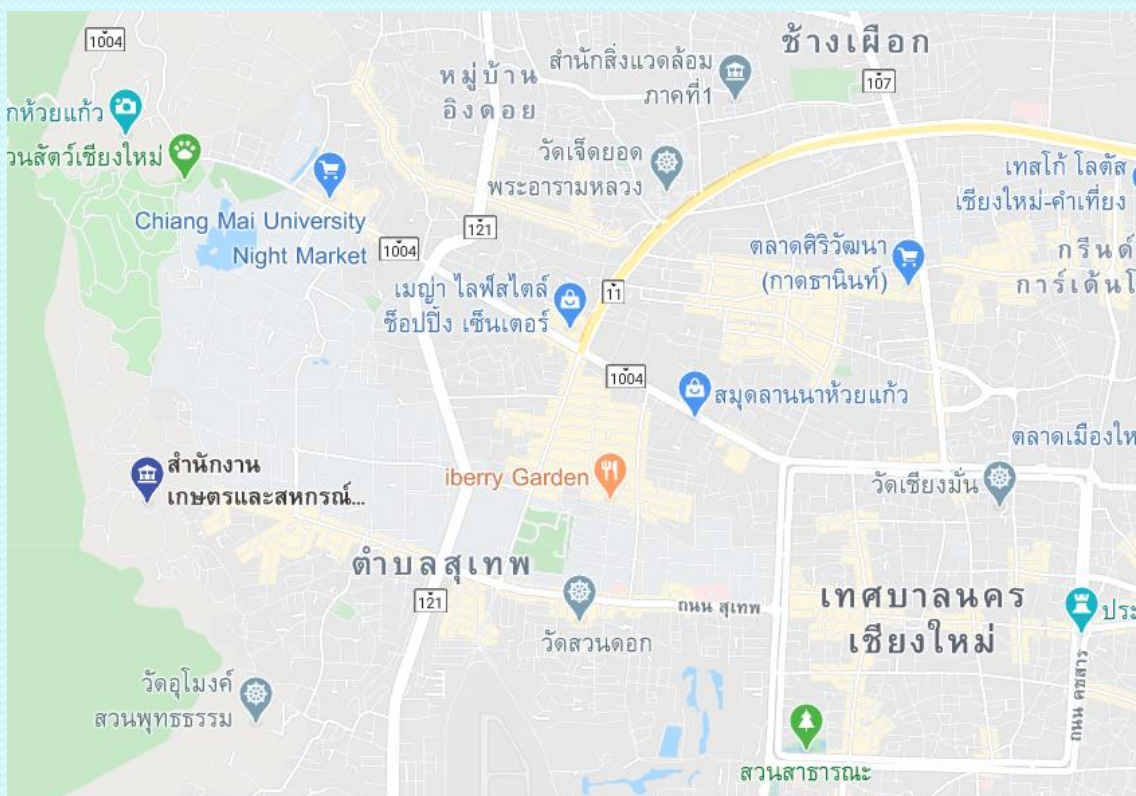 1004
ช้างเผือก
หมู่บ้าน
อิงดอย
สำนักสิ่งแวดล้อม
ภาคที่1
107
กห้วยแก้ว
วนสัตว์เชียงใหม่
วัดเจ็ดยอด
พระอารามหลวง
เทสโก้ โลตัส
เชียงใหม่-คำเที่ยง
Chiang Mai University
Night Market
121
1004
ตลาดศิริวัฒนา
(กาดธานินท์)
กรีนด์
การ์เด้นโ
เมญ่า ไลฟ์สไตล์
ช็อปปิ้ง เซ็นเตอร์
11
1004
สมุดลานนาห้วยแก้ว
ตลาดเมืองให
สำนักงาน
เกษตรและสหกรณ์...
iberry Garden
วัดเชียงมั่น
ตำบลสุเทพ
121
ถนน สุเทพ
เทศบาลนคร
เชียงใหม่
ประ
วัดสวนดอก
วัดอุโมงค์
สวนพุทธธรรม
ถนน คชสาร
สวนสาธารณะ